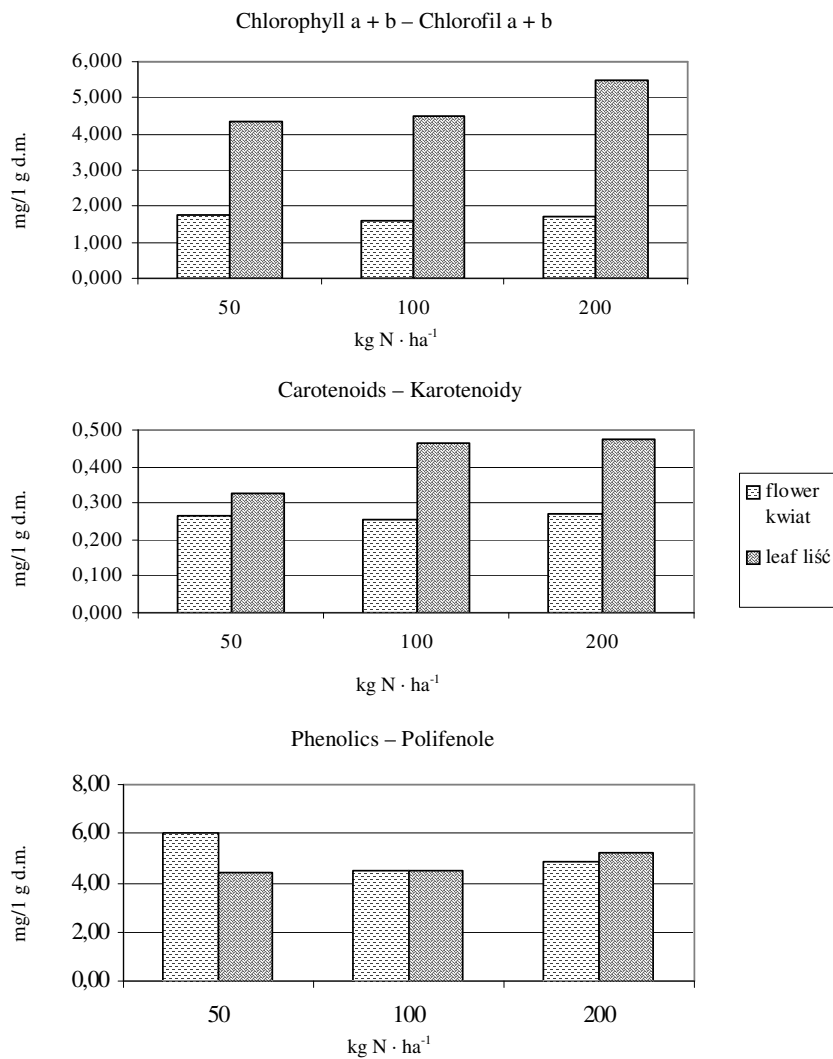 Chlorophyll a + b – Chlorofil a + b
6,000
5,000
4,000
3,000
2,000
1,000
0,000
mg/1 g d.m.
50 100 200
kg N · ha⁻¹
Carotenoids – Karotenoidy
0,500
0,400
0,300
0,200
0,100
0,000
mg/1 g d.m.
50 100 200
kg N · ha⁻¹
flower
kwiat
leaf liść
Phenolics – Polifenole
8,00
6,00
4,00
2,00
0,00
mg/1 g d.m.
50 100 200
kg N · ha⁻¹